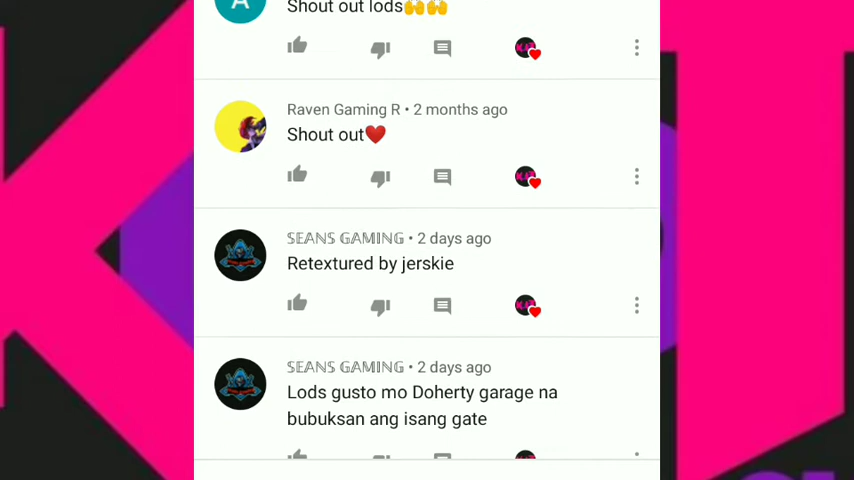 Shout out lods🙌🙌
Raven Gaming R • 2 months ago
Shout out❤️
𝕊𝔼𝔸ℕ𝕊 𝔾𝔸𝕄𝕀ℕ𝔾 • 2 days ago
Retextured by jerskie
𝕊𝔼𝔸ℕ𝕊 𝔾𝔸𝕄𝕀ℕ𝔾 • 2 days ago
Lods gusto mo Doherty garage na
bubuksan ang isang gate